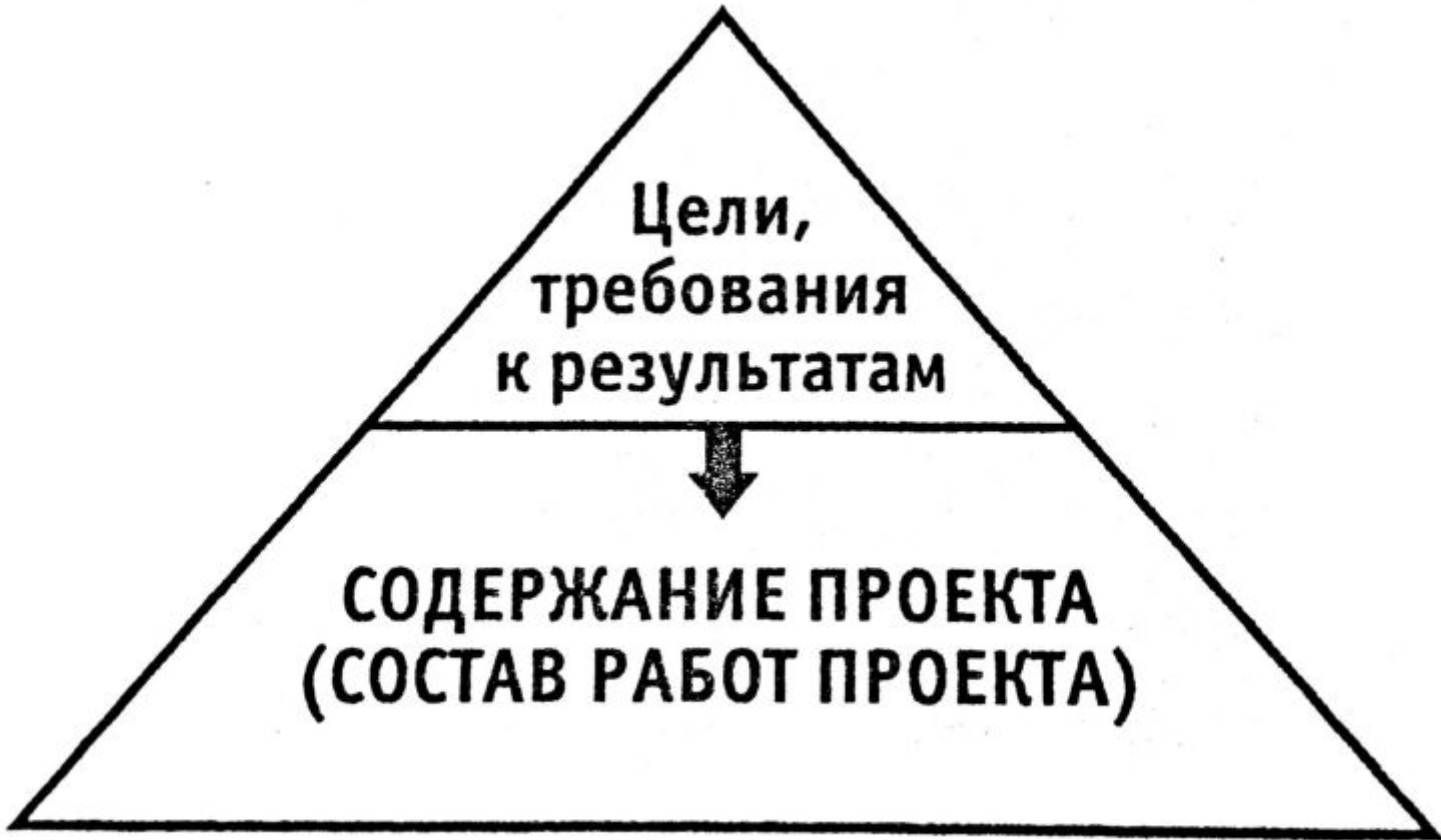 Цели,
требования
к результатам
СОДЕРЖАНИЕ ПРОЕКТА
(СОСТАВ РАБОТ ПРОЕКТА)